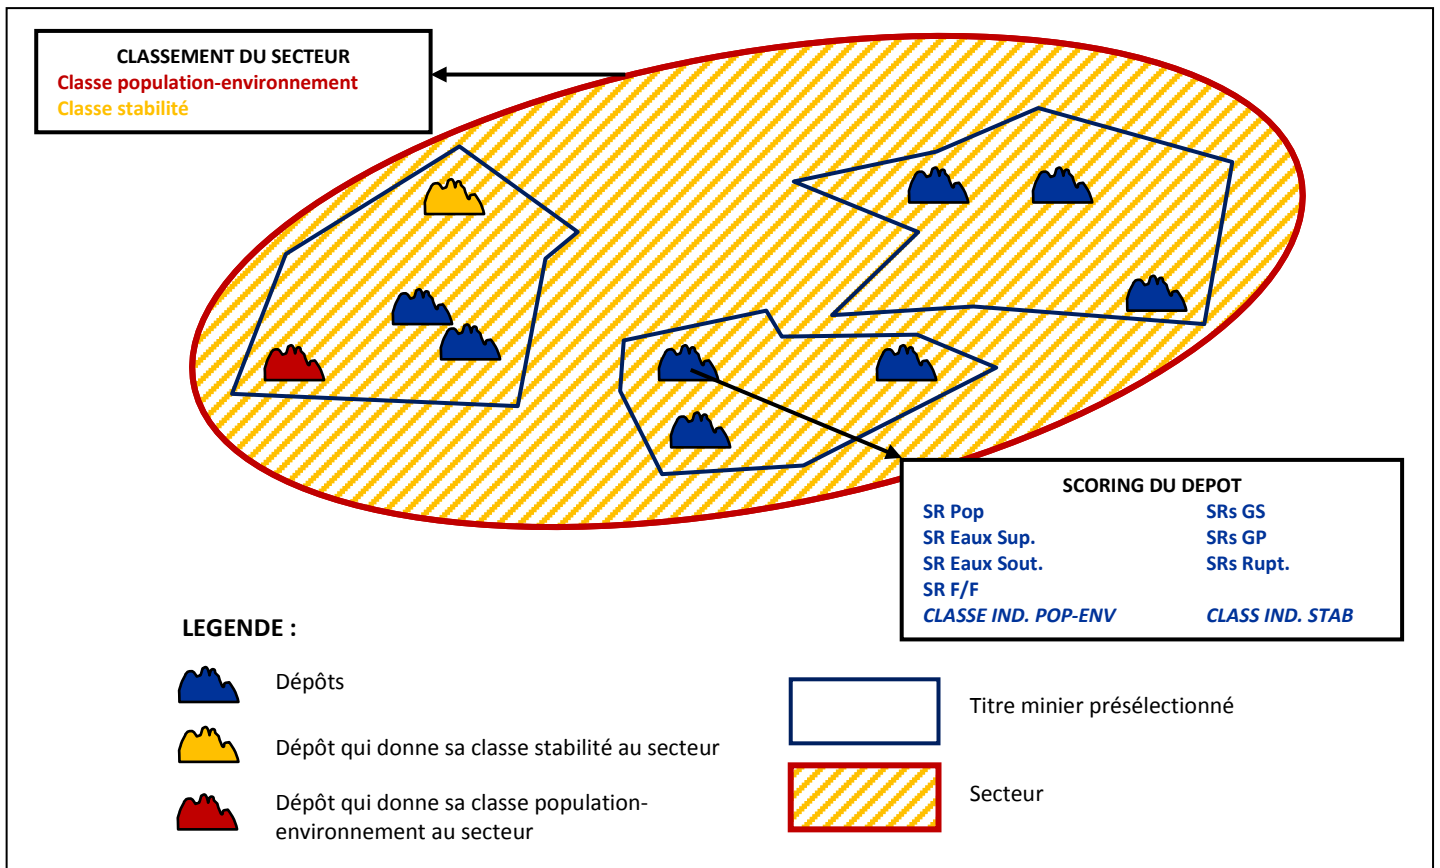 CLASSEMENT DU SECTEUR
Classe population-environnement
Classe stabilité
SCORING DU DEPOT
SR Pop
SRs GS
SR Eaux Sup.
SRs GP
SR Eaux Sout.
SRs Rupt.
SR F/F
CLASSE IND. POP-ENV
CLASS IND. STAB
LEGENDE :
Dépôts
Dépôt qui donne sa classe stabilité au secteur
Dépôt qui donne sa classe population-
environnement au secteur
Titre minier présélectionné
Secteur